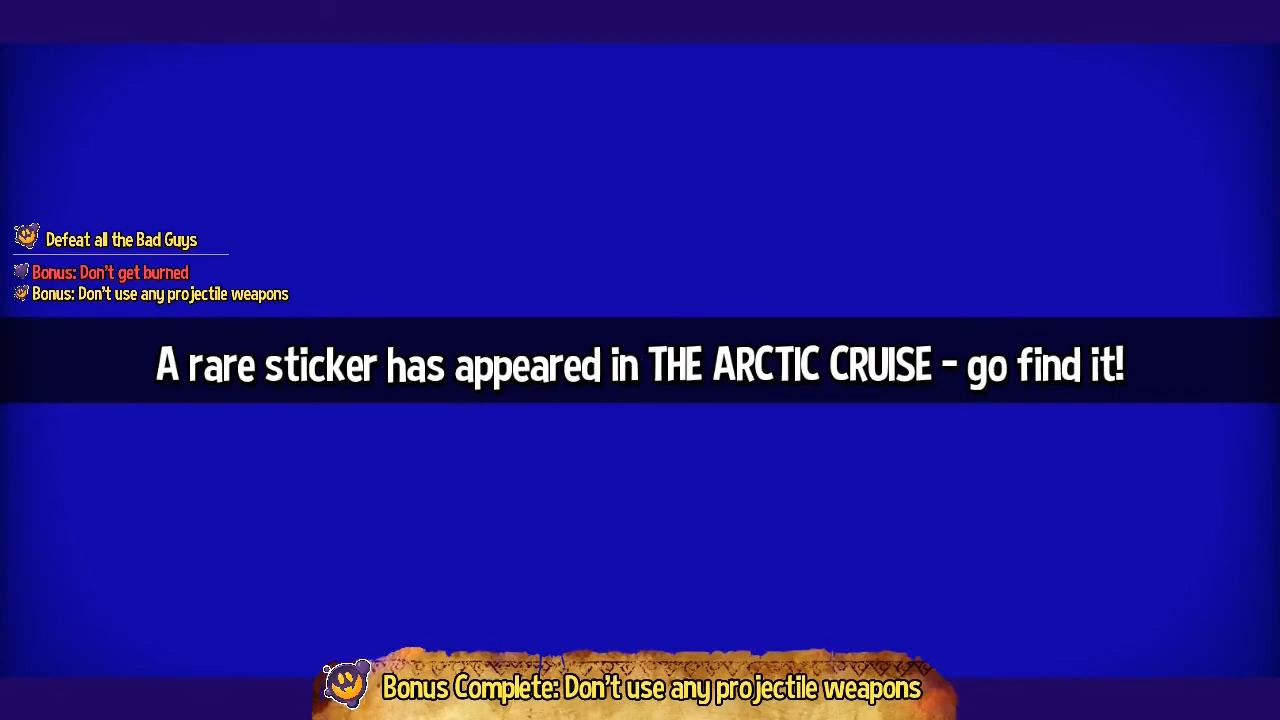 Defeat all the Bad Guys
Bonus: Don't get burned
Bonus: Don't use any projectile weapons
A rare sticker has appeared in THE ARCTIC CRUISE - go find it!
Bonus Complete: Don't use any projectile weapons